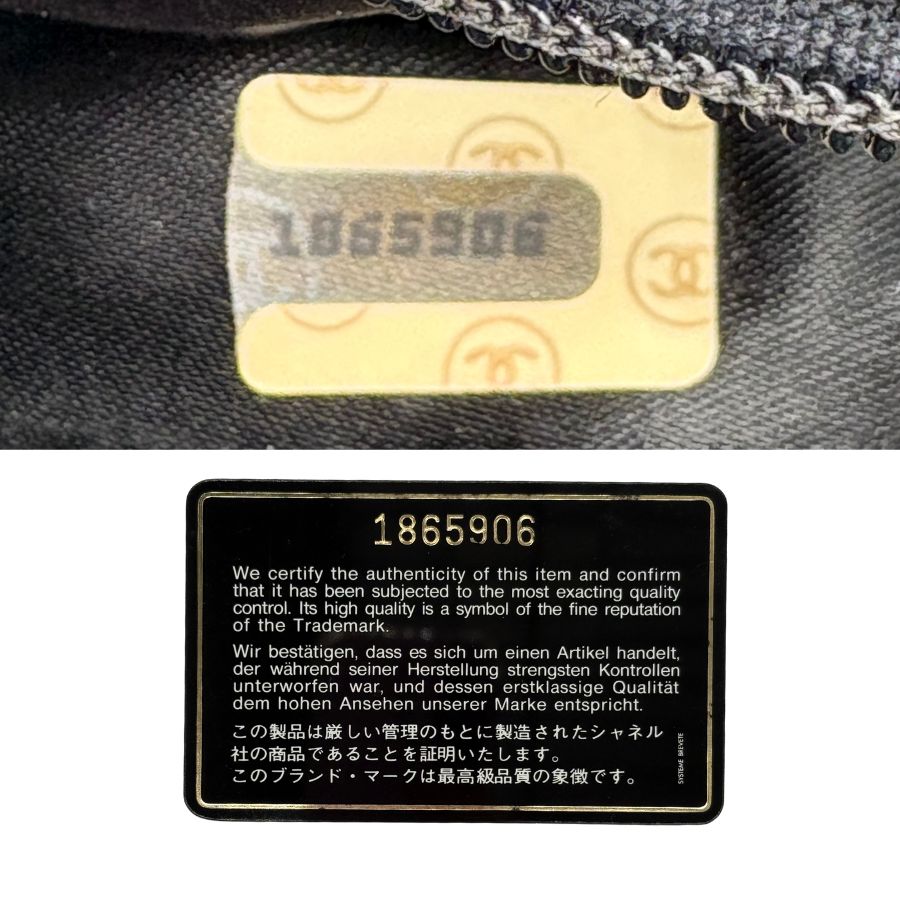 1865906
1865906
We certify the authenticity of this item and confirm
that it has been subjected to the most exacting quality
control. Its high quality is a symbol of the fine reputation
of the Trademark.
Wir bestätigen, dass es sich um einen Artikel handelt,
der während seiner Herstellung strengsten Kontrollen
unterworfen war, und dessen erstklassige Qualität
dem hohen Ansehen unserer Marke entspricht.
この製品は厳しい管理のもとに製造されたシャネル
社の商品であることを証明いたします。
このブランド・マークは最高級品質の象徴です。
SYSTEME BREVETE